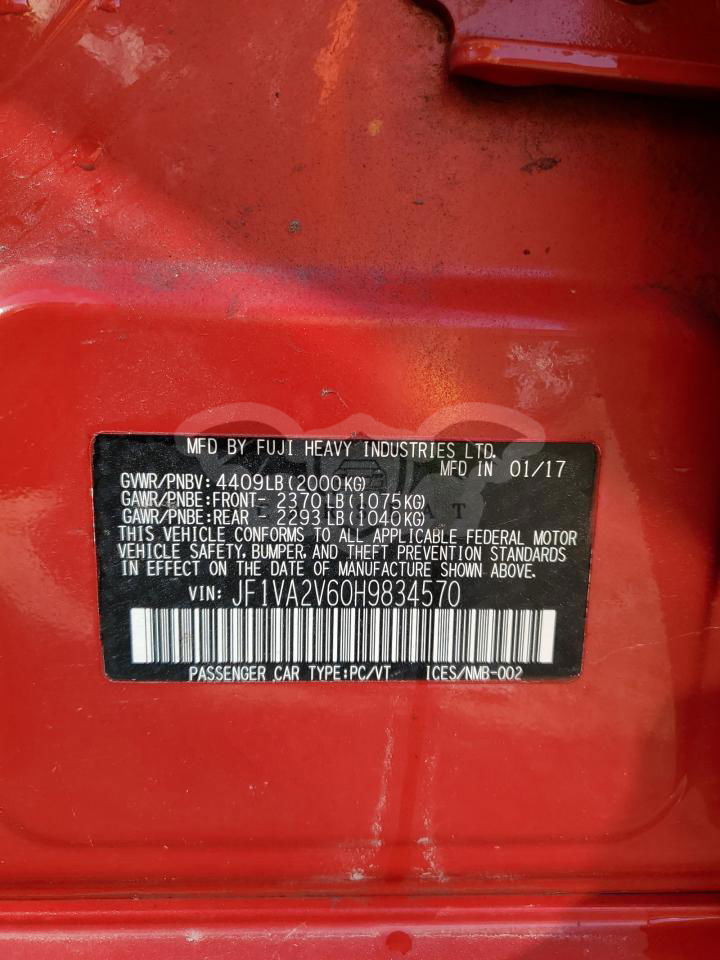 MFD BY FUJI HEAVY INDUSTRIES LTD.
MFD IN 01/17
GVWR/PNBV: 4409LB(2000KG)
GAWR/PNBE:FRONT- 2370LB(1075KG)
GAWR/PNBE:REAR - 2293LB(1040KG)
THIS VEHICLE CONFORMS TO ALL APPLICABLE FEDERAL MOTOR
VEHICLE SAFETY, BUMPER, AND THEFT PREVENTION STANDARDS
IN EFFECT ON THE DATE OF MANUFACTURE SHOWN ABOVE.
VIN: JF1VA2V60H9834570
PASSENGER CAR TYPE:PC/VT ICES/NMB-002